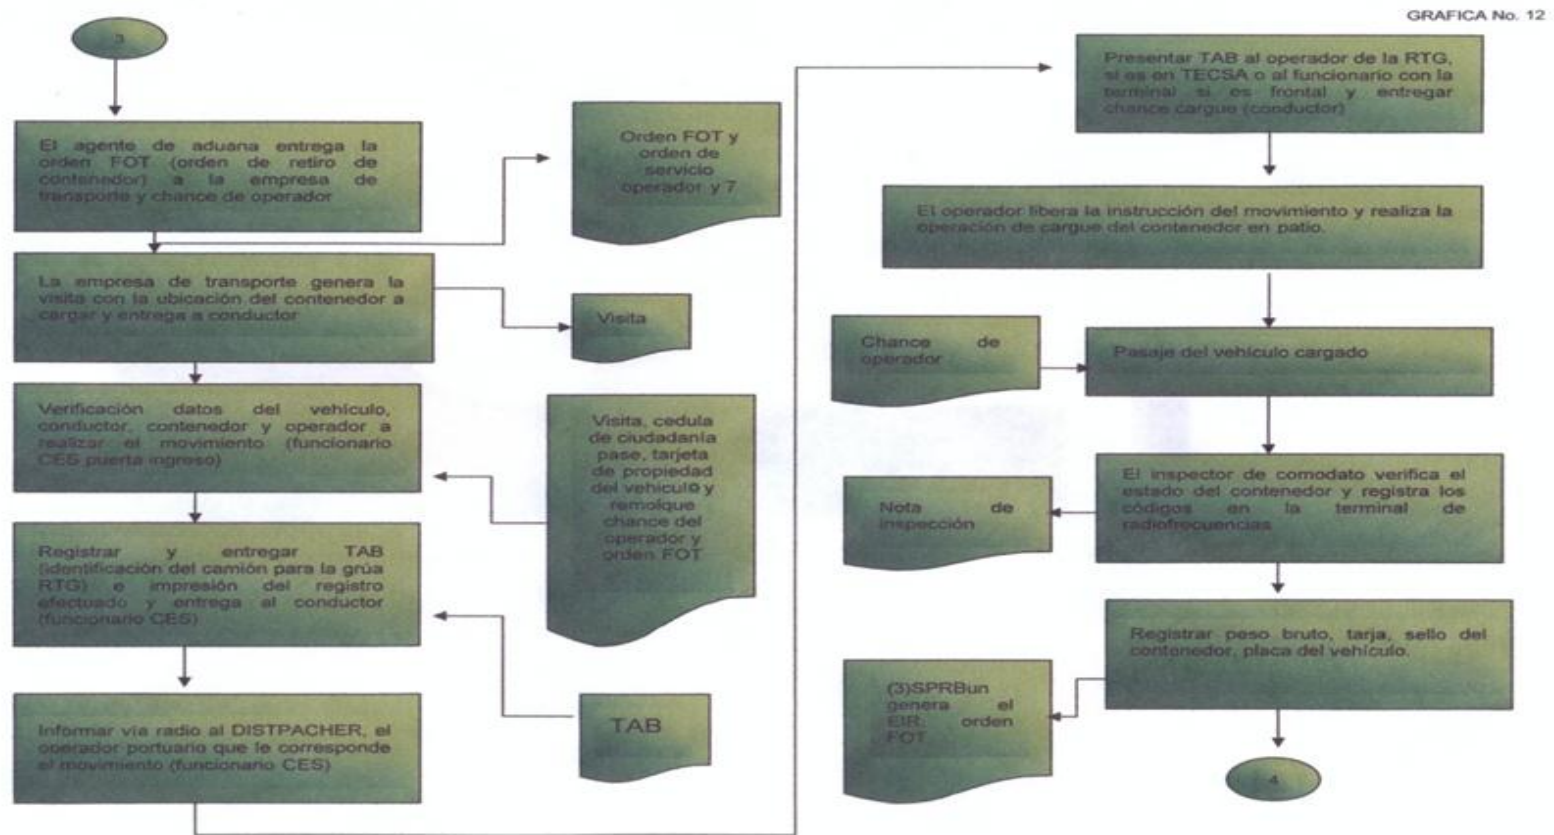 GRAFICA No. 12
3
El agente de aduana entrega la
orden FOT (orden de retiro de
contenedor) a la empresa de
transporte y chance de operador
Orden FOT y
orden de
servicio
operador y 7
La empresa de transporte genera la
visita con la ubicación del contenedor a
cargar y entrega a conductor
Visita
Verificación datos del vehículo,
conductor, contenedor y operador a
realizar el movimiento (funcionario
CES puerta ingreso)
Visita, cedula
de ciudadanía
pase, tarjeta
de propiedad
del vehiculo y
remolque
chance del
operador y
orden FOT
Registrar y entregar TAB
(identificación del camión para la grúa
RTG) e impresión del registro
efectuado y entrega al conductor
(funcionario CES)
TAB
Informar vía radio al DISTPACHER, el
operador portuario que le corresponde
el movimiento (funcionario CES)
Presentar TAB al operador de la RTG,
si es en TECSA o al funcionario con la
terminal si es frontal y entregar
chance cargue (conductor)
El operador libera la instrucción del movimiento y realiza la
operación de cargue del contenedor en patio.
Chance de
operador
Pasaje del vehículo cargado
El inspector de comodato verifica el
estado del contenedor y registra los
códigos en la terminal de
radiofrecuencias
Nota de
inspección
Registrar peso bruto, tarja, sello del
contenedor, placa del vehículo.
(3)SPRBun
genera el
EIR. orden
FOT
4